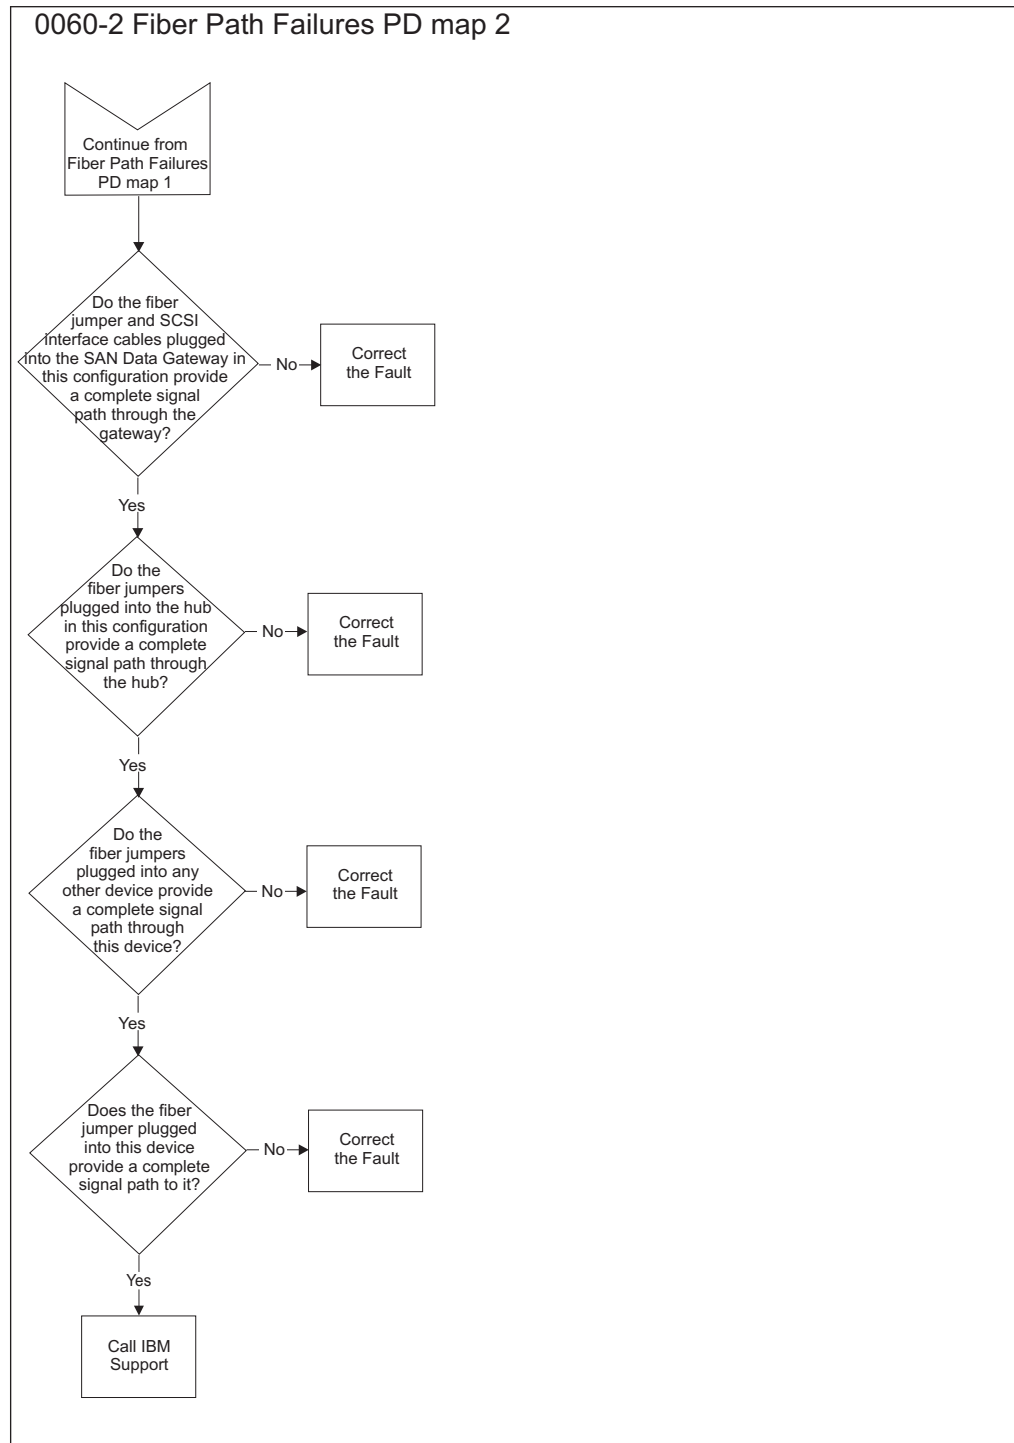 0060-2 Fiber Path Failures PD map 2
Continue from
Fiber Path Failures
PD map 1
Do the fiber
jumper and SCSI
interface cables plugged
into the SAN Data Gateway in
this configuration provide
a complete signal
path through the
gateway?
No
Correct
the Fault
Yes
Do the
fiber jumpers
plugged into the hub
in this configuration
provide a complete
signal path through
the hub?
No
Correct
the Fault
Yes
Do the
fiber jumpers
plugged into any
other device provide
a complete signal
path through
this device?
No
Correct
the Fault
Yes
Does the fiber
jumper plugged
into this device
provide a complete
signal path to it?
No
Correct
the Fault
Yes
Call IBM
Support